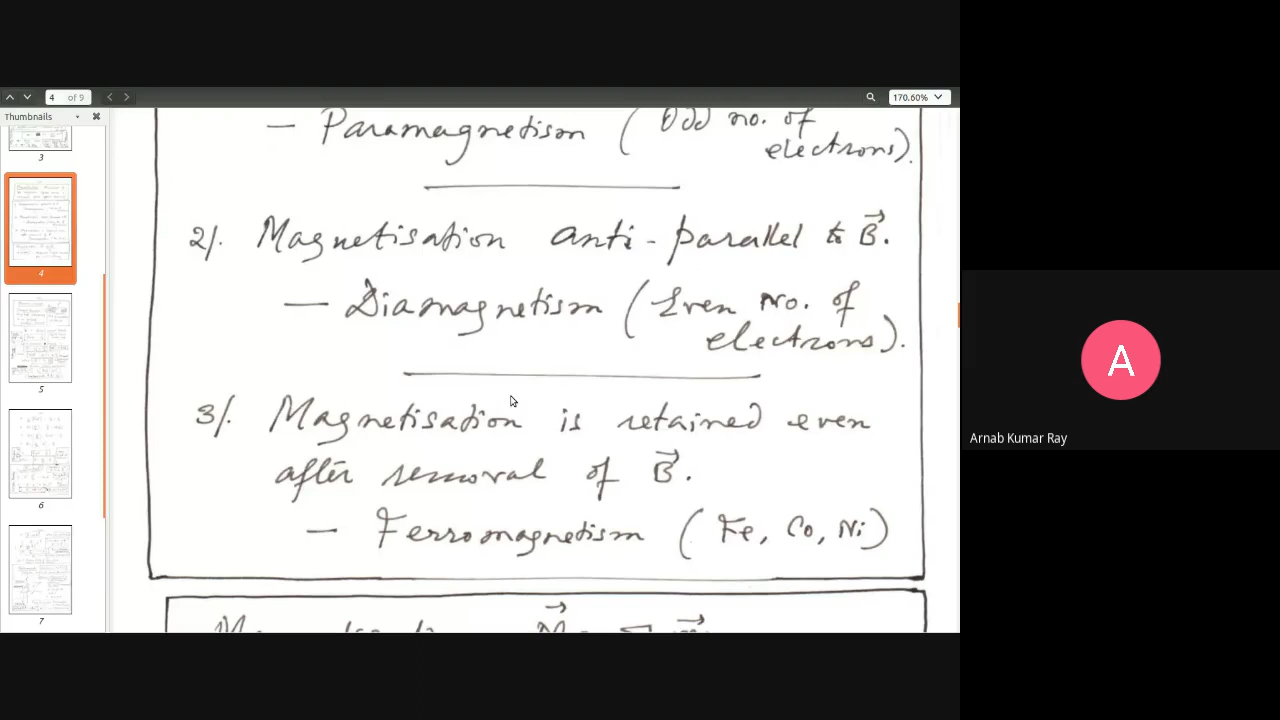 4 of 9
170.60%
Thumbnails
3
4
5
6
7
— Paramagnetism (Odd no. of
electrons).
2/. Magnetisation anti-parallel to B⃗.
— Diamagnetism (Even No. of
electrons).
3/. Magnetisation is retained even
after removal of B⃗.
— Ferromagnetism (Fe, Co, Ni)
A
Arnab Kumar Ray